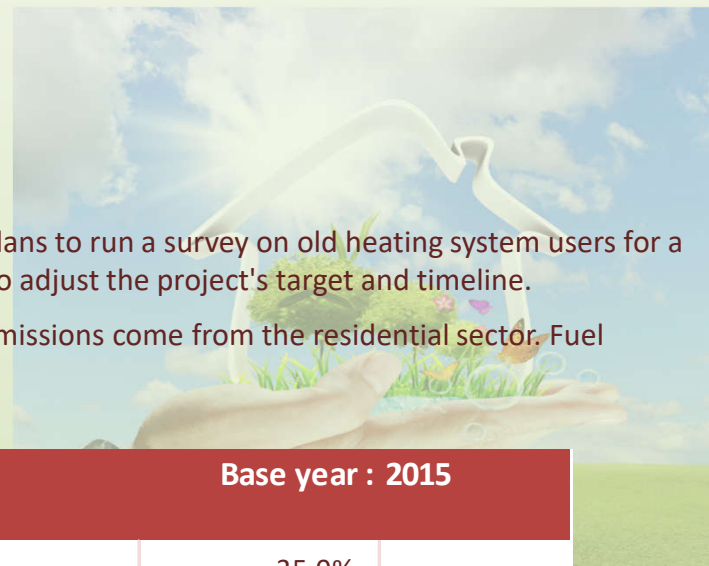 lans to run a survey on old heating system users for a
o adjust the project's target and timeline.
missions come from the residential sector. Fuel
Base year : 2015